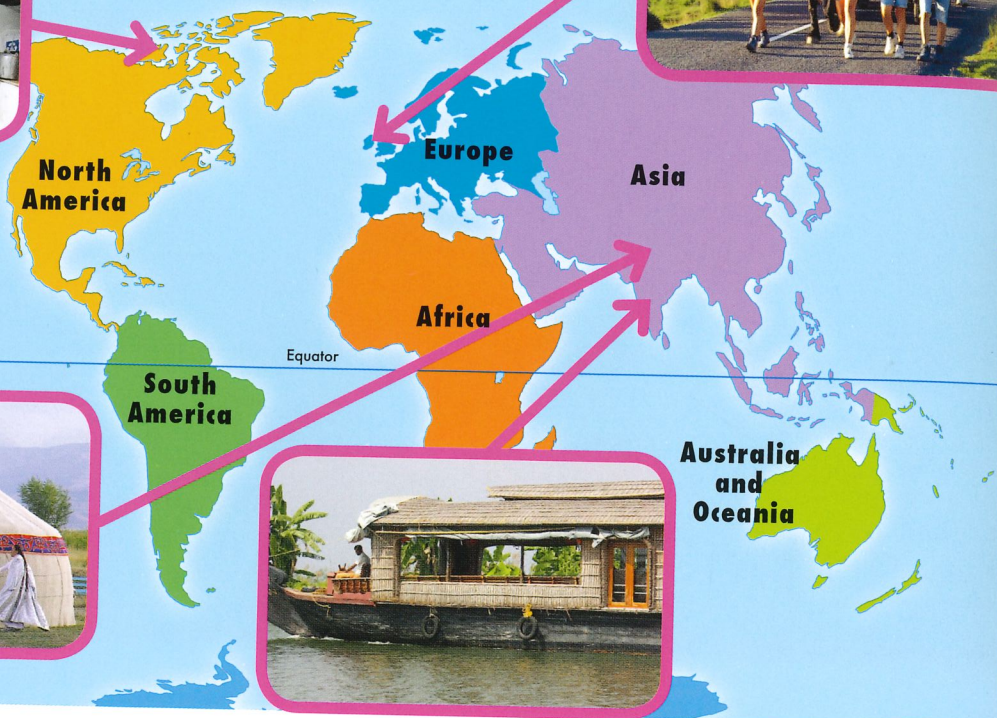 North
America
Europe
Asia
Africa
Equator
South
America
Australia
and
Oceania